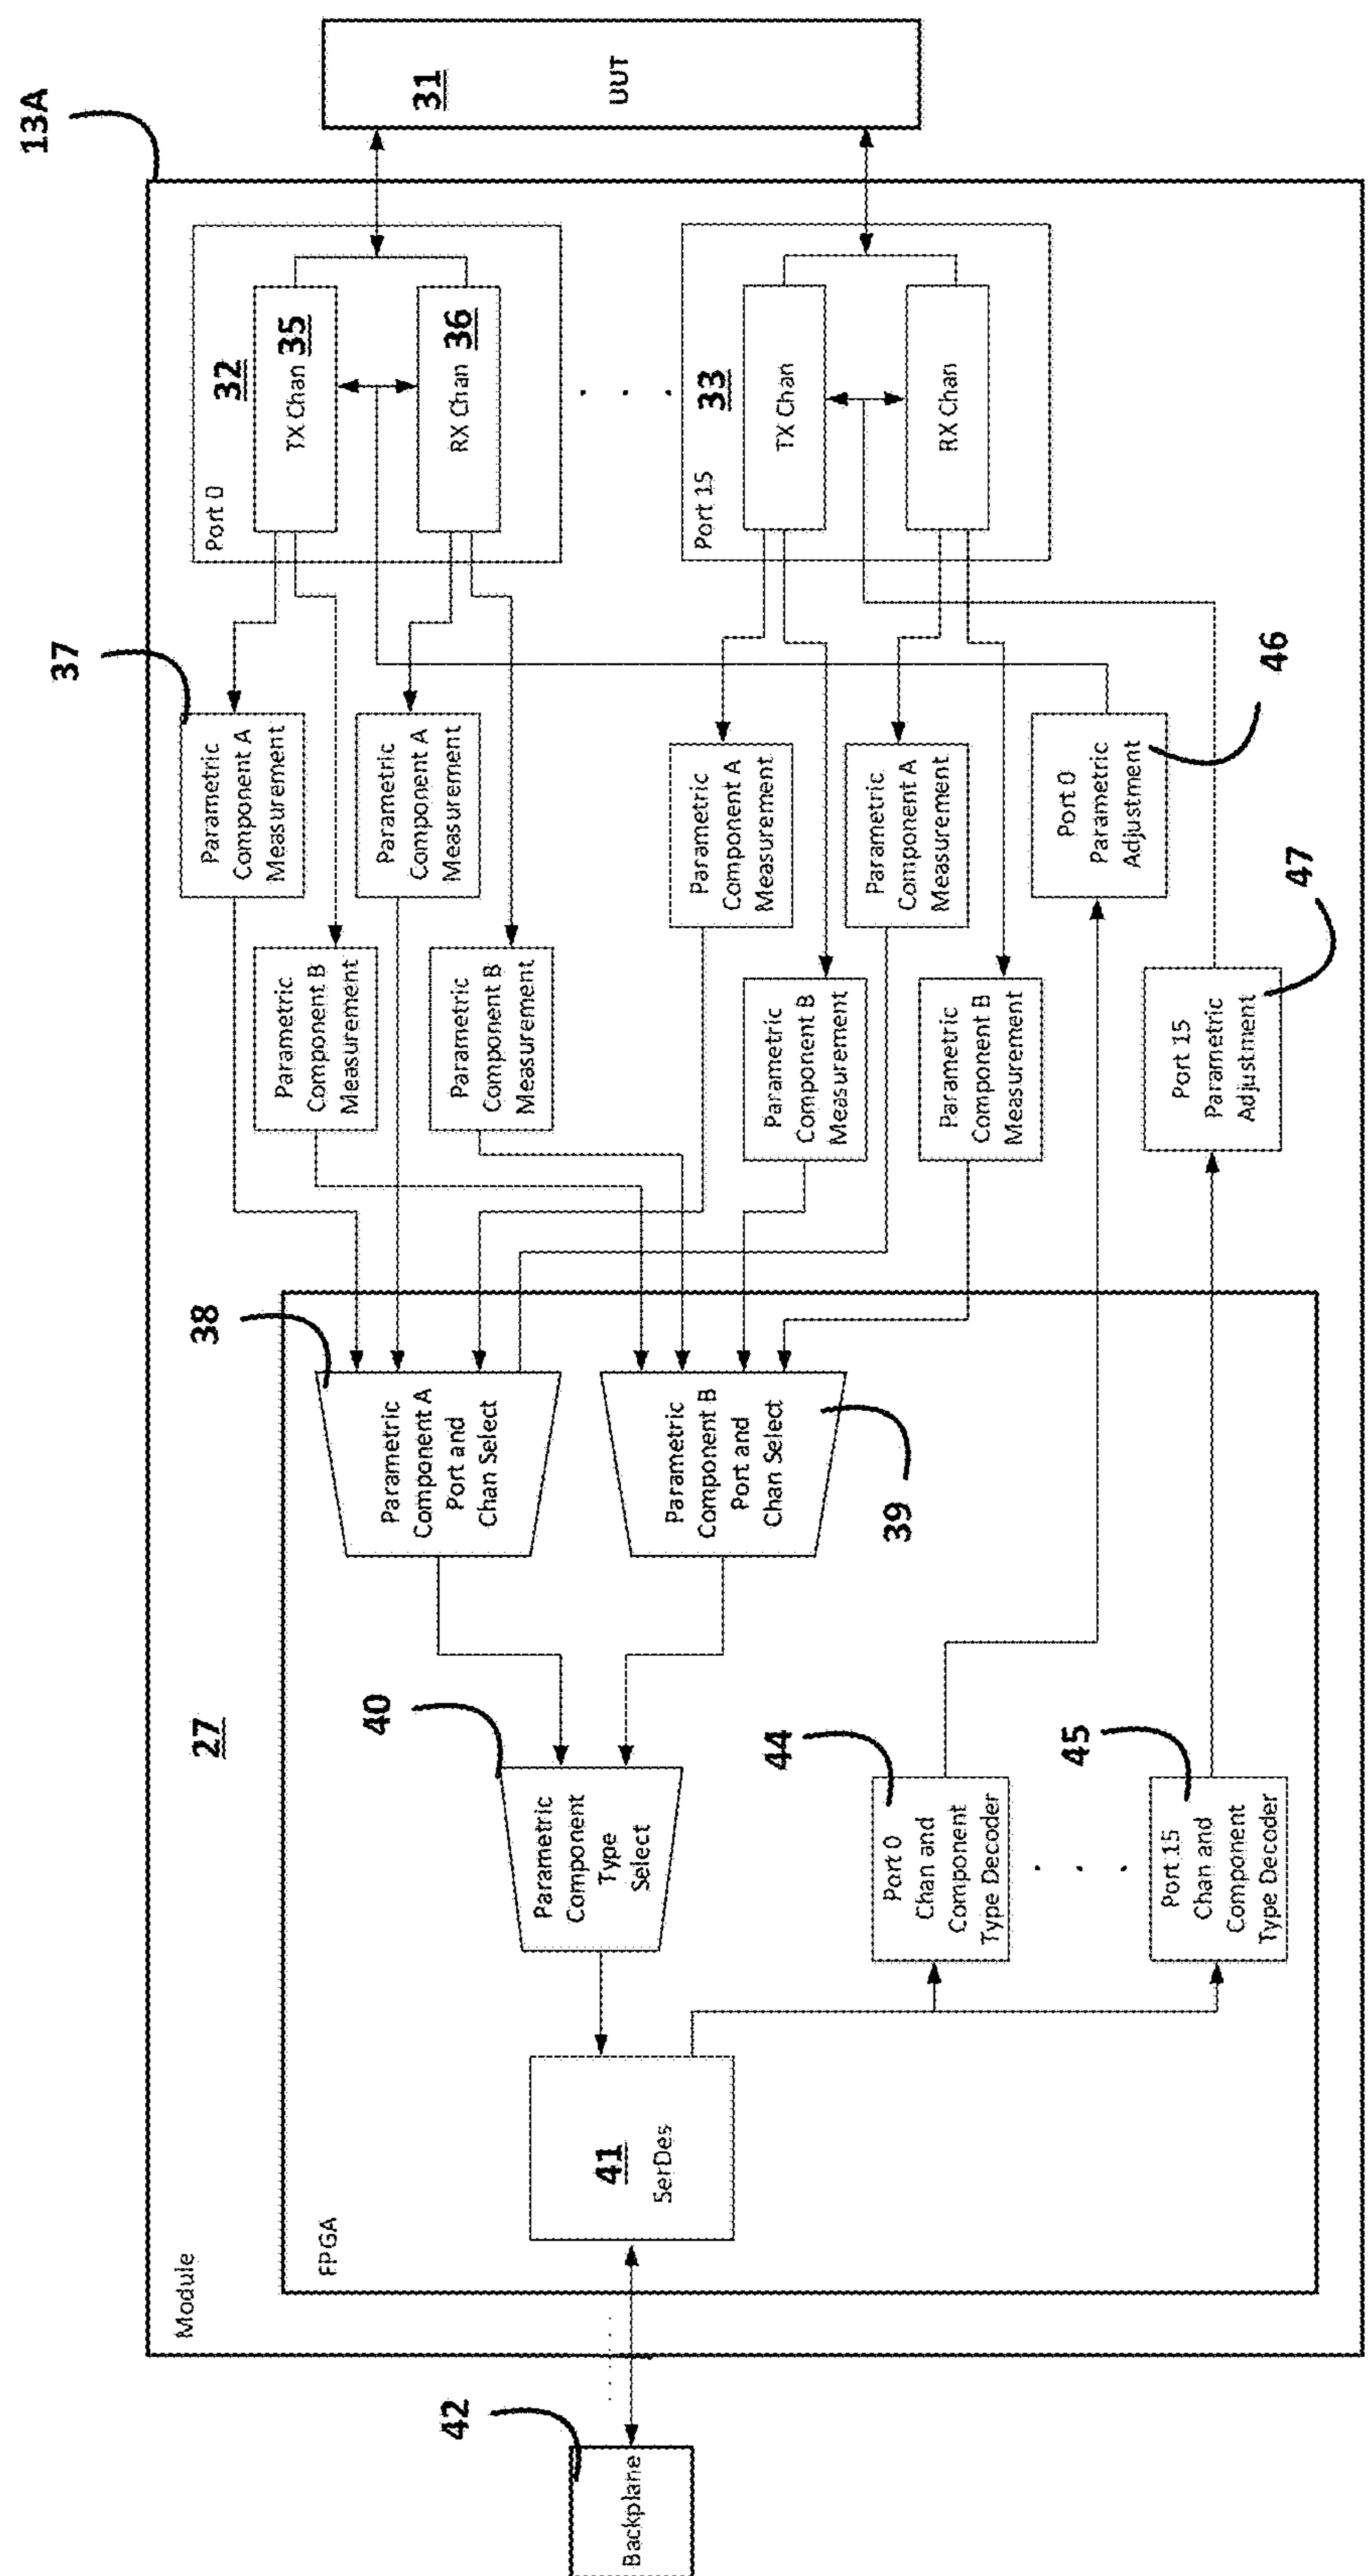 13A
31
DUT
32
TX Chan 35
RX Chan 36
Port 0
33
TX Chan
RX Chan
Port 15
37
Parametric
Component A
Measurement
Parametric
Component A
Measurement
Parametric
Component B
Measurement
Parametric
Component B
Measurement
Parametric
Component A
Measurement
Parametric
Component A
Measurement
Parametric
Component B
Measurement
Parametric
Component B
Measurement
Port 0
Parametric
Adjustment
46
Port 15
Parametric
Adjustment
47
38
Parametric
Component A
Port and
Chan Select
Parametric
Component B
Port and
Chan Select
39
27
40
Parametric
Component
Type
Select
44
Port 0
Chan and
Component
Type Decoder
45
Port 15
Chan and
Component
Type Decoder
41
SerDes
FPGA
Module
42
Backplane